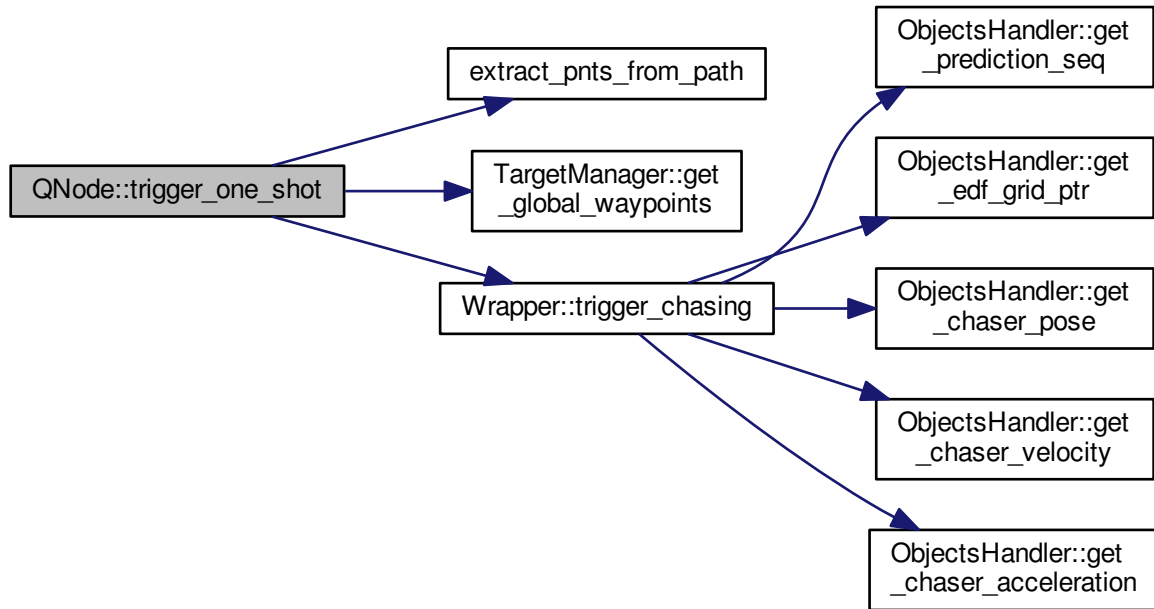 QNode::trigger_one_shot
extract_pnts_from_path
TargetManager::get
_global_waypoints
Wrapper::trigger_chasing
ObjectsHandler::get
_prediction_seq
ObjectsHandler::get
_edf_grid_ptr
ObjectsHandler::get
_chaser_pose
ObjectsHandler::get
_chaser_velocity
ObjectsHandler::get
_chaser_acceleration